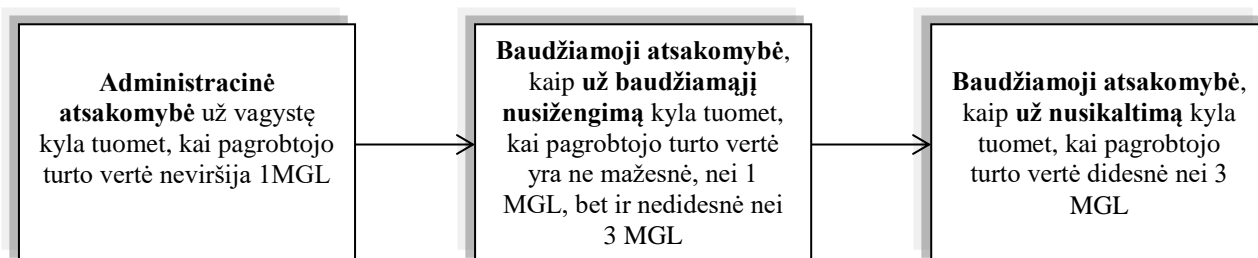 Administracinė
atsakomybė už vagystę
kyla tuomet, kai pagrobtojo
turto vertė neviršija 1MGL
Baudžiamoji atsakomybė,
kaip už baudžiamąjį
nusižengimą kyla tuomet,
kai pagrobtojo turto vertė
yra ne mažesnė, nei 1
MGL, bet ir nedidesnė nei
3 MGL
Baudžiamoji atsakomybė,
kaip už nusikaltimą kyla
tuomet, kai pagrobtojo
turto vertė didesnė nei 3
MGL